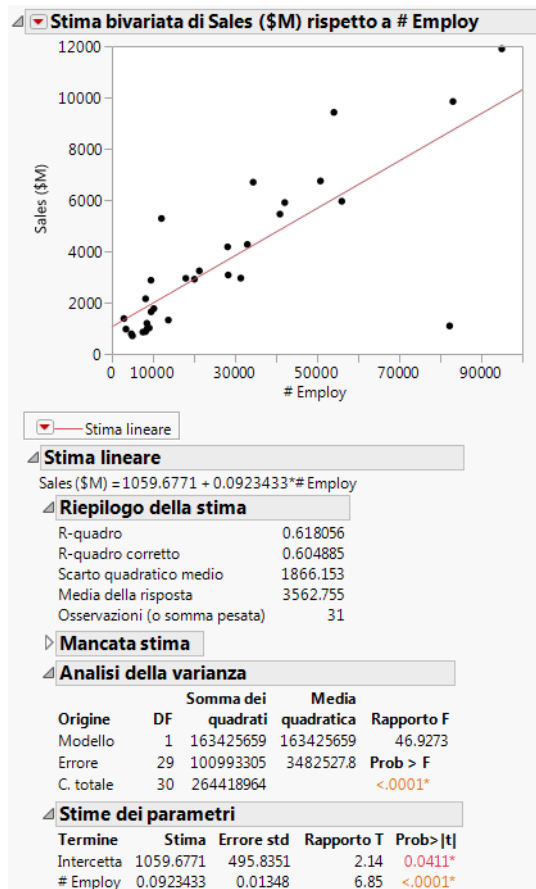 Stima bivariata di Sales ($M) rispetto a # Employ
12000
10000
8000
6000
4000
2000
0
Sales ($M)
0 10000 30000 50000 70000 90000
# Employ
Stima lineare
Stima lineare
Sales ($M) = 1059.6771 + 0.0923433*# Employ
Riepilogo della stima
R-quadro 0.618056
R-quadro corretto 0.604885
Scarto quadratico medio 1866.153
Media della risposta 3562.755
Osservazioni (o somma pesata) 31
Mancata stima
Analisi della varianza
Somma dei Media
Origine DF quadrati quadratica Rapporto F
Modello 1 163425659 163425659 46.9273
Errore 29 100993305 3482527.8 Prob > F
C. totale 30 264418964 <.0001*
Stime dei parametri
Termine Stima Errore std Rapporto T Prob>|t|
Intercetta 1059.6771 495.8351 2.14 0.0411*
# Employ 0.0923433 0.01348 6.85 <.0001*